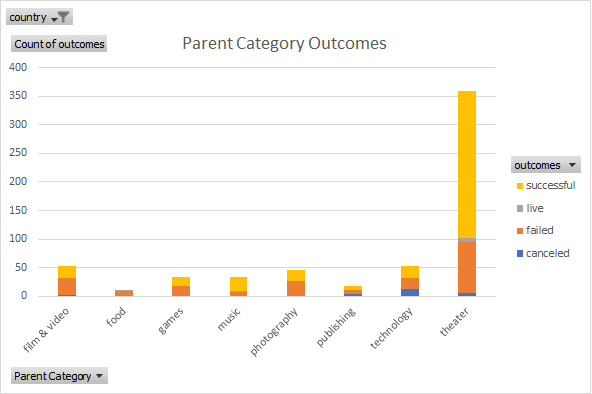 country
Count of outcomes
Parent Category Outcomes
400
350
300
250
200
150
100
50
0
film & video
food
games
music
photography
publishing
technology
theater
outcomes
successful
live
failed
canceled
Parent Category